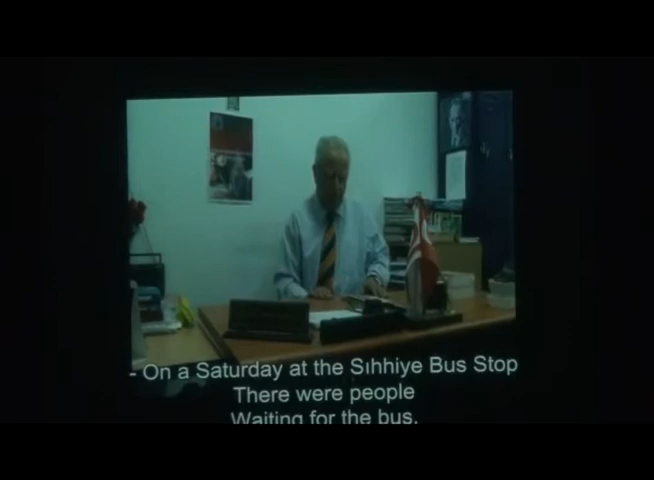 - On a Saturday at the Sıhhiye Bus Stop
There were people
Waiting for the bus.